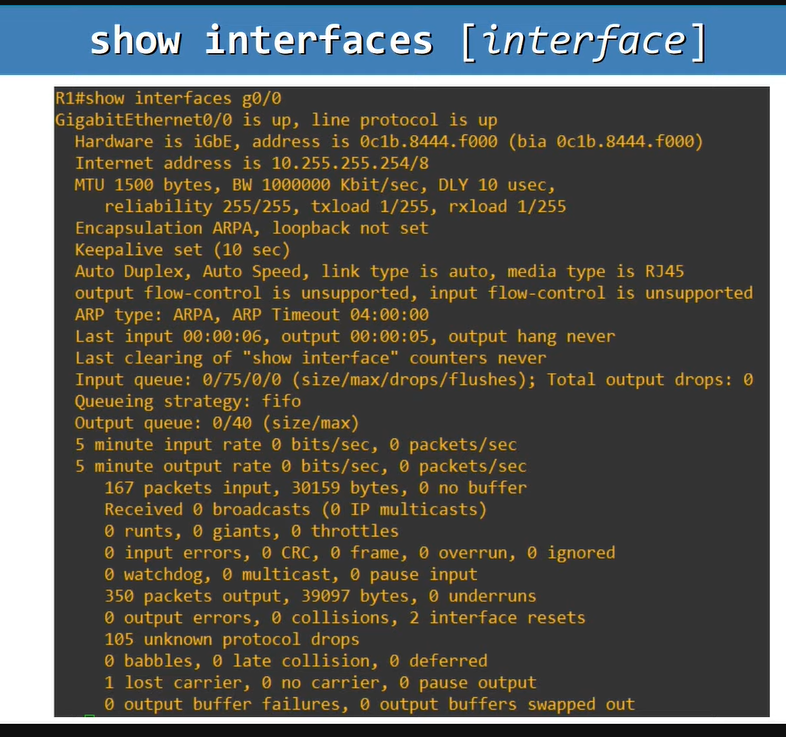 show interfaces [interface]
R1#show interfaces g0/0
GigabitEthernet0/0 is up, line protocol is up
Hardware is iGbE, address is 0c1b.8444.f000 (bia 0c1b.8444.f000)
Internet address is 10.255.255.254/8
MTU 1500 bytes, BW 1000000 Kbit/sec, DLY 10 usec,
reliability 255/255, txload 1/255, rxload 1/255
Encapsulation ARPA, loopback not set
Keepalive set (10 sec)
Auto Duplex, Auto Speed, link type is auto, media type is RJ45
output flow-control is unsupported, input flow-control is unsupported
ARP type: ARPA, ARP Timeout 04:00:00
Last input 00:00:06, output 00:00:05, output hang never
Last clearing of "show interface" counters never
Input queue: 0/75/0/0 (size/max/drops/flushes); Total output drops: 0
Queueing strategy: fifo
Output queue: 0/40 (size/max)
5 minute input rate 0 bits/sec, 0 packets/sec
5 minute output rate 0 bits/sec, 0 packets/sec
167 packets input, 30159 bytes, 0 no buffer
Received 0 broadcasts (0 IP multicasts)
0 runts, 0 giants, 0 throttles
0 input errors, 0 CRC, 0 frame, 0 overrun, 0 ignored
0 watchdog, 0 multicast, 0 pause input
350 packets output, 39097 bytes, 0 underruns
0 output errors, 0 collisions, 2 interface resets
105 unknown protocol drops
0 babbles, 0 late collision, 0 deferred
1 lost carrier, 0 no carrier, 0 pause output
0 output buffer failures, 0 output buffers swapped out